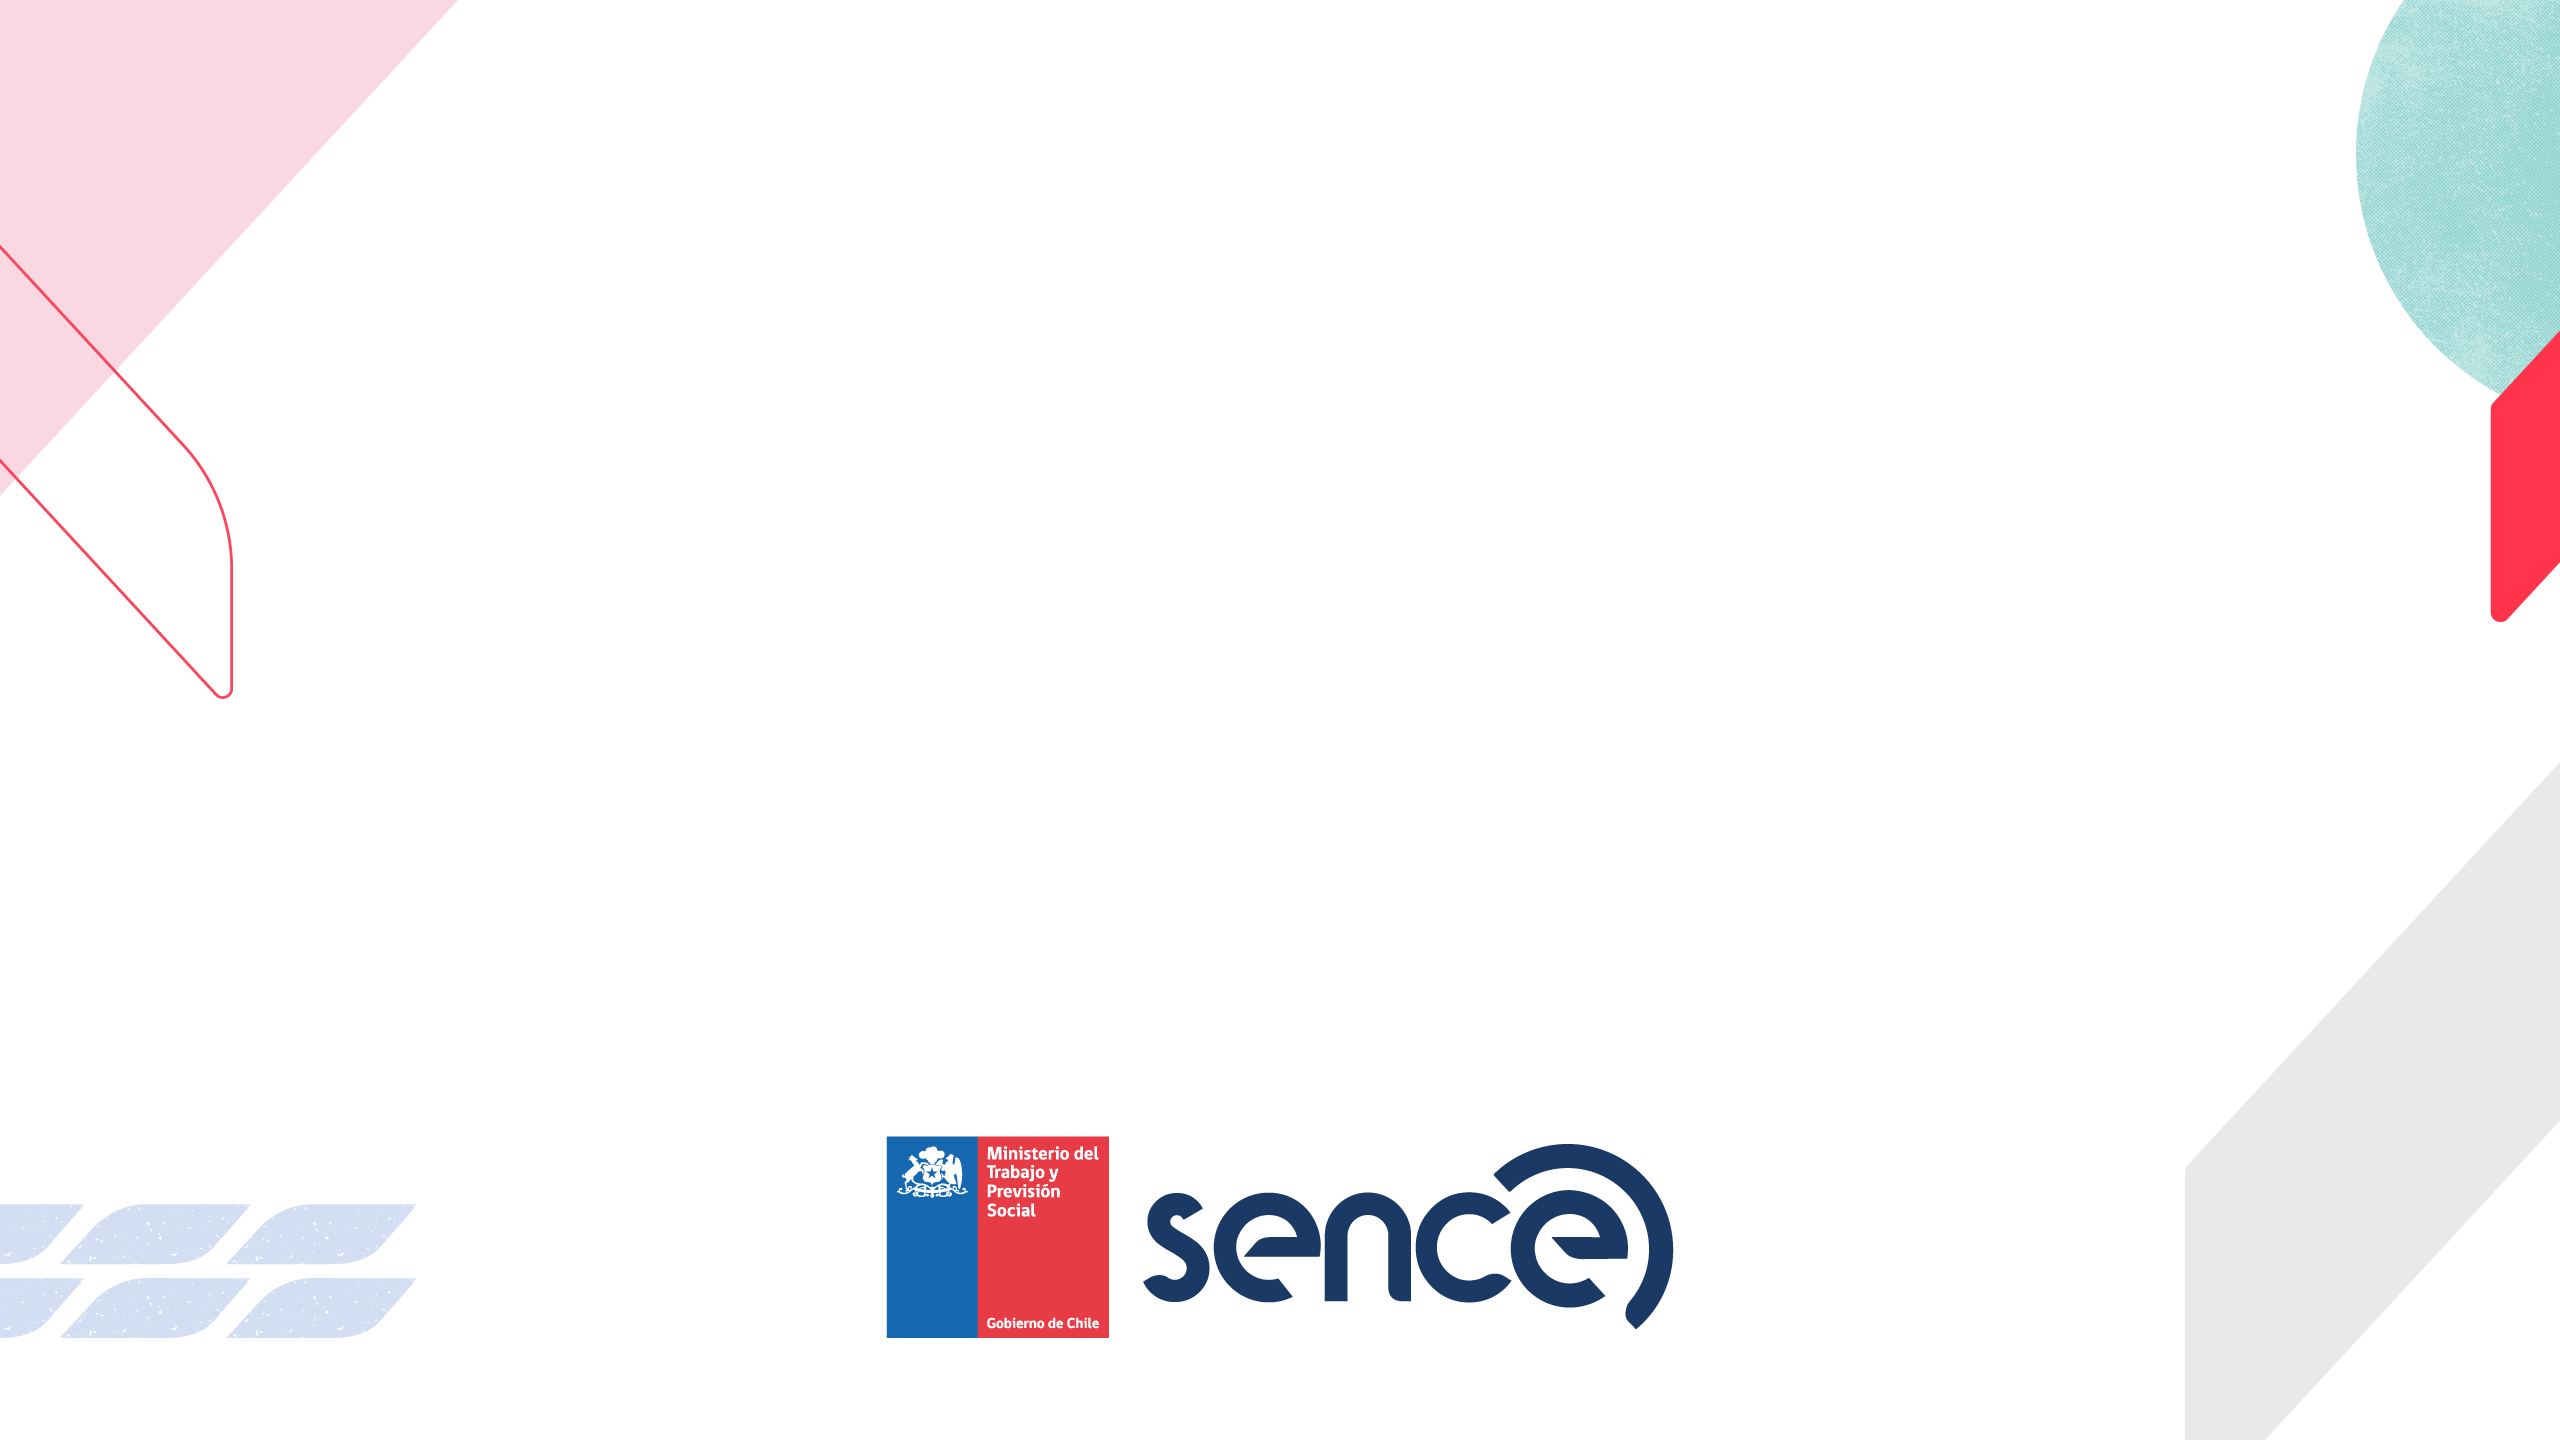 Ministerio del
Trabajo y
Previsión
Social
Gobierno de Chile
sence